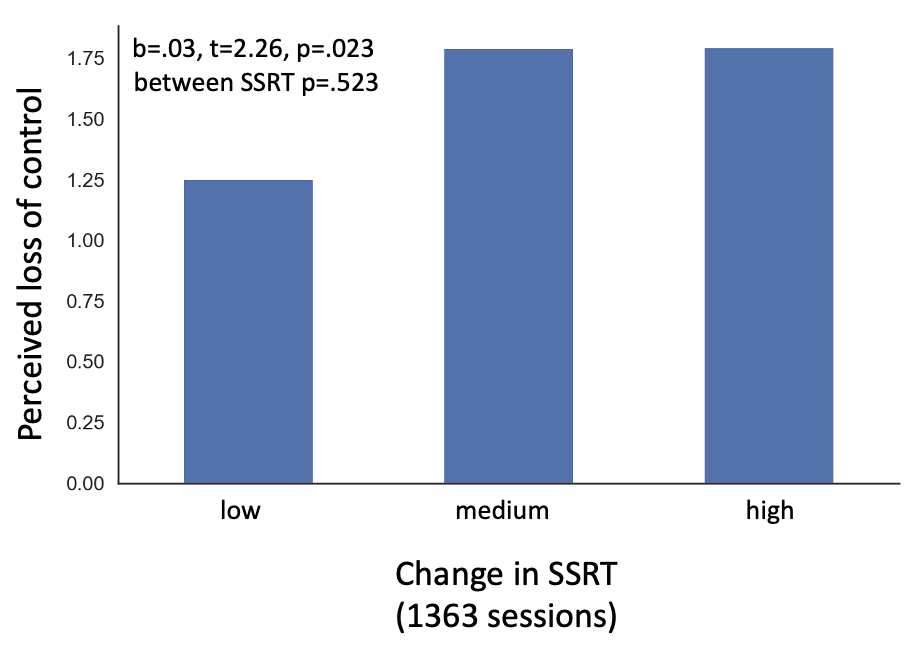 b=.03, t=2.26, p=.023
between SSRT p=.523
Perceived loss of control
1.75
1.50
1.25
1.00
0.75
0.50
0.25
0.00
low medium high
Change in SSRT
(1363 sessions)